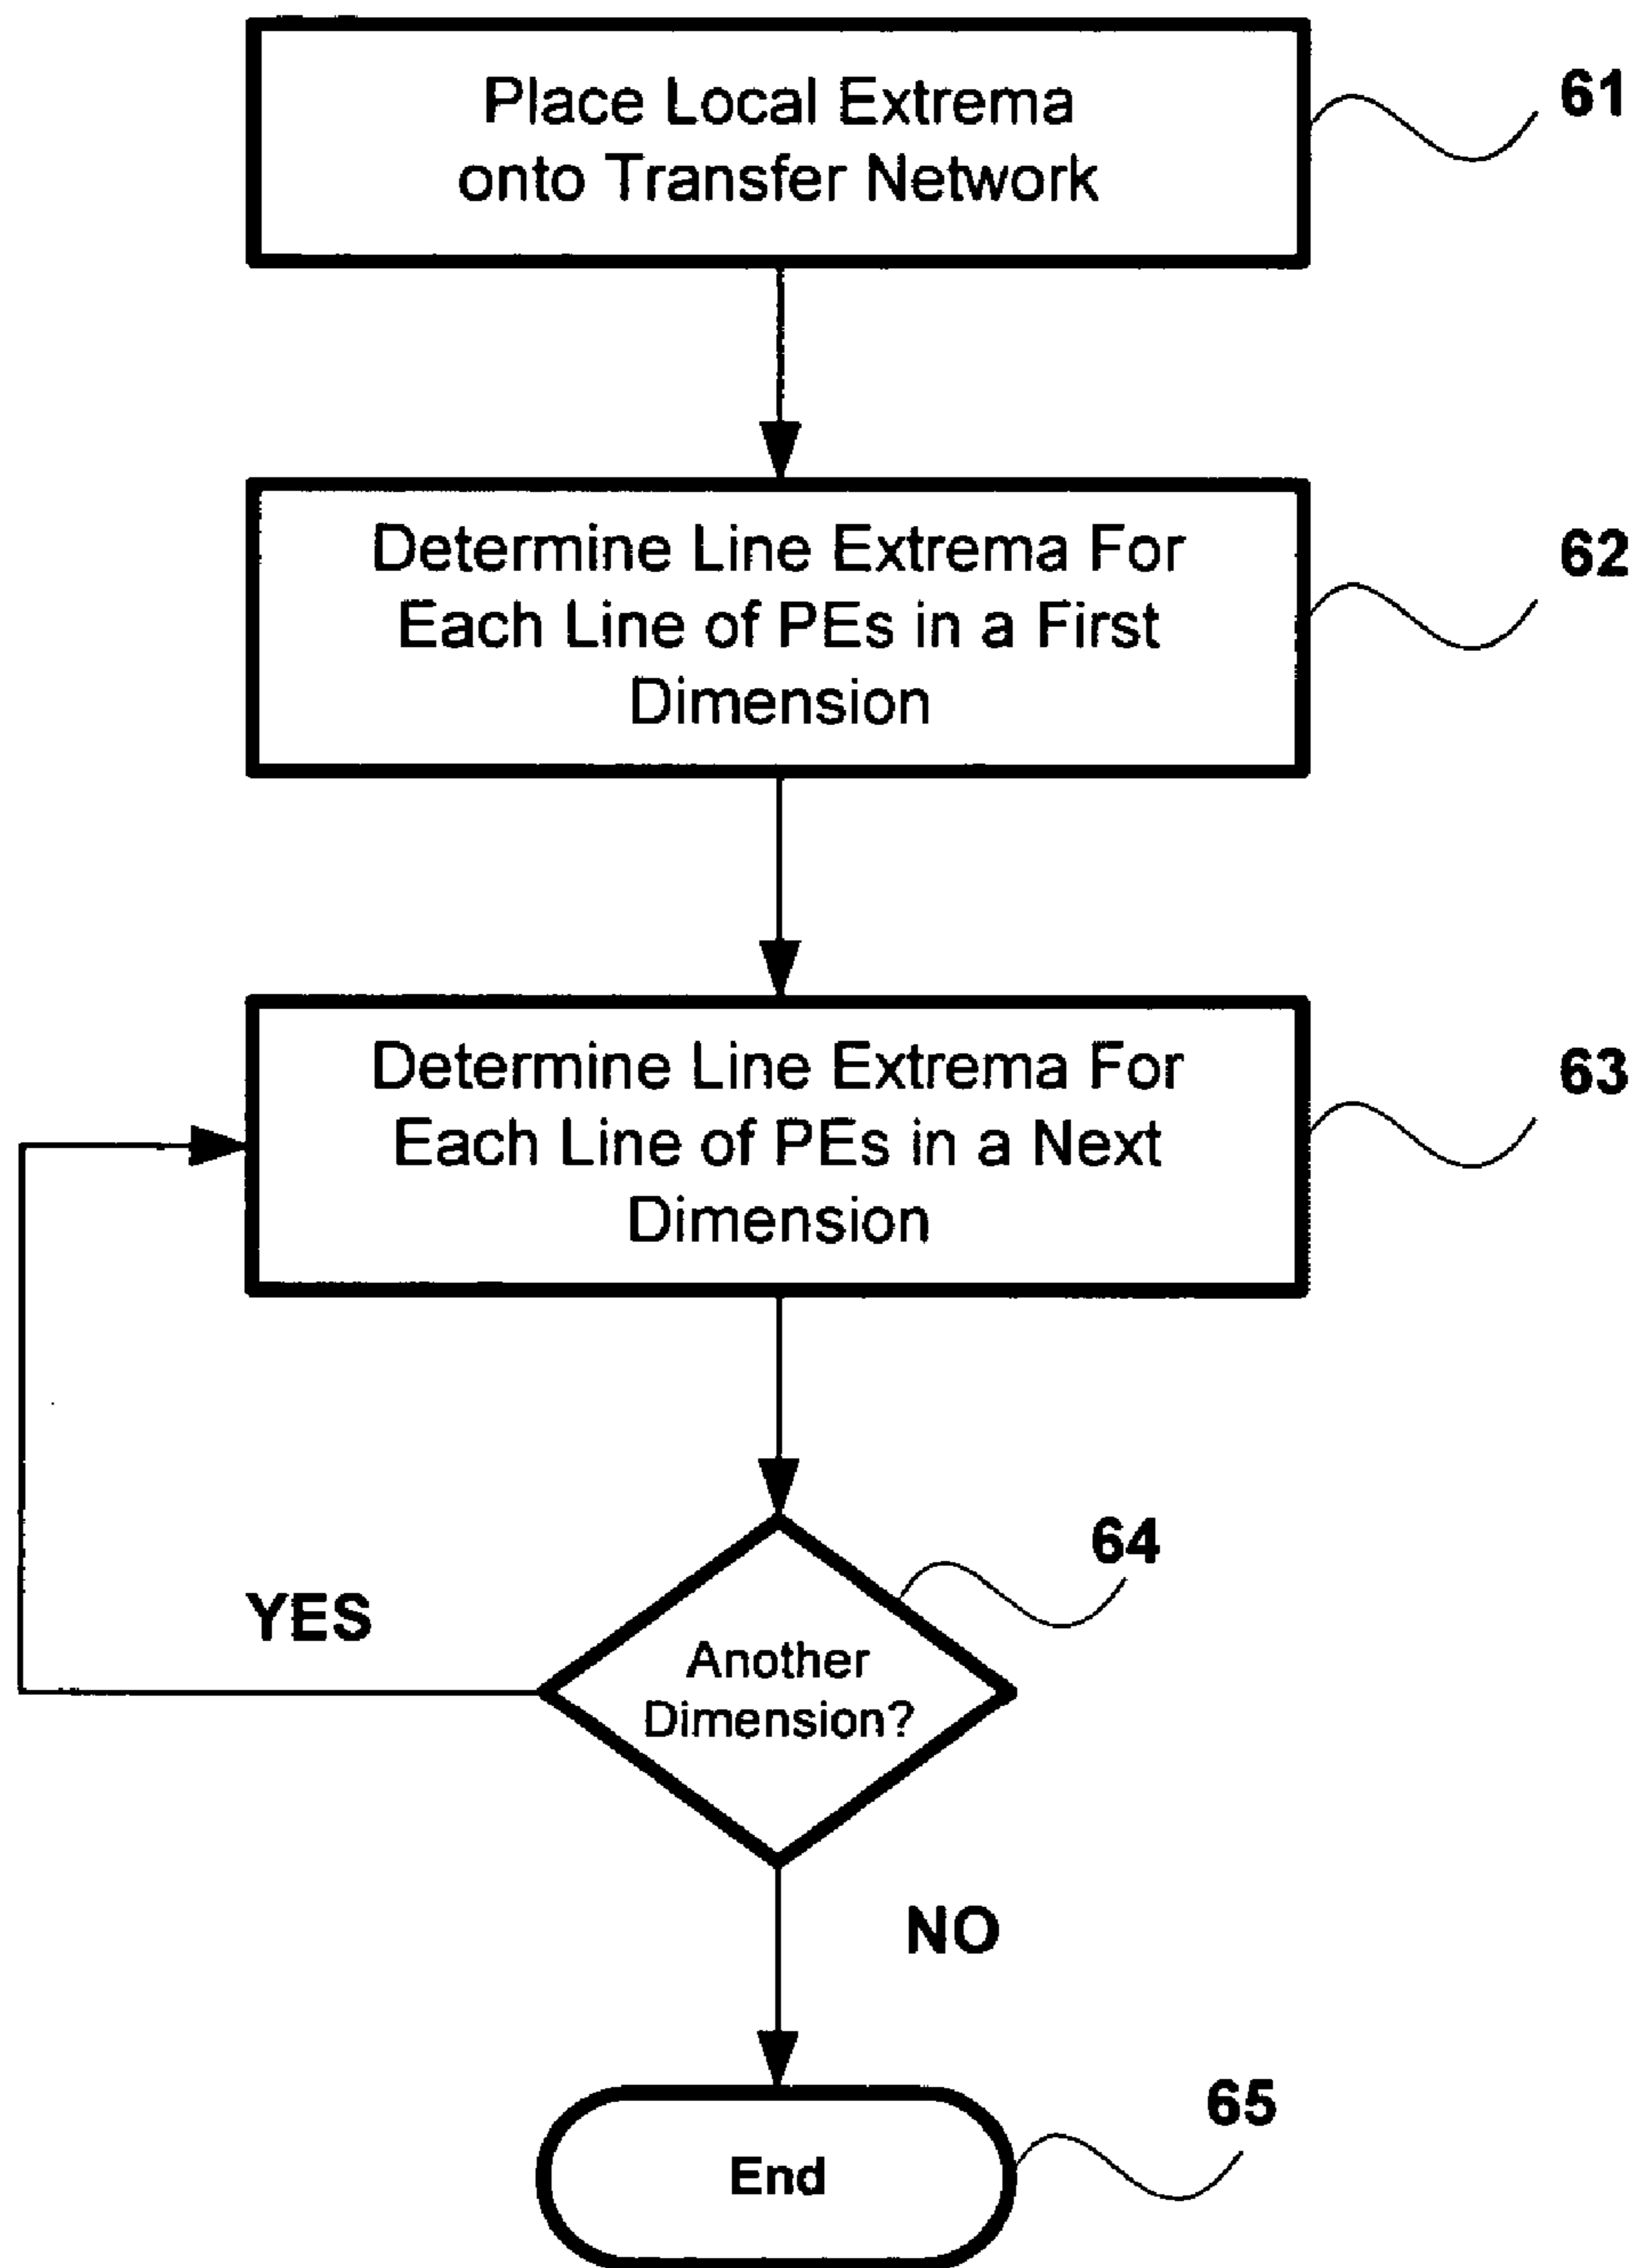 Place Local Extrema
onto Transfer Network
61
Determine Line Extrema For
Each Line of PEs in a First
Dimension
62
Determine Line Extrema For
Each Line of PEs in a Next
Dimension
63
64
YES
Another
Dimension?
NO
65
End